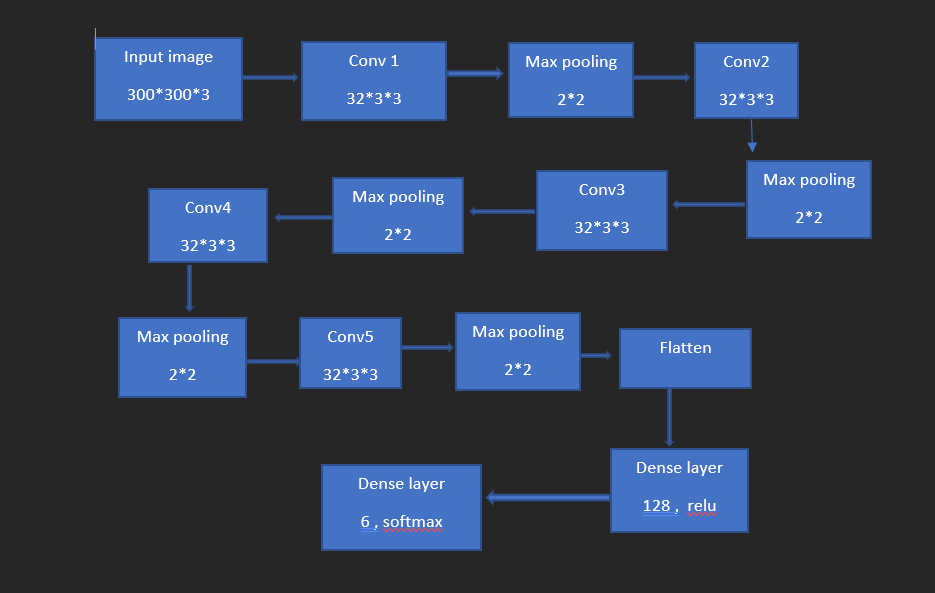 Input image
300*300*3
Conv 1
32*3*3
Max pooling
2*2
Conv2
32*3*3
Max pooling
2*2
Conv3
32*3*3
Max pooling
2*2
Conv4
32*3*3
Max pooling
2*2
Conv5
32*3*3
Max pooling
2*2
Flatten
Dense layer
128 , relu
Dense layer
6 , softmax